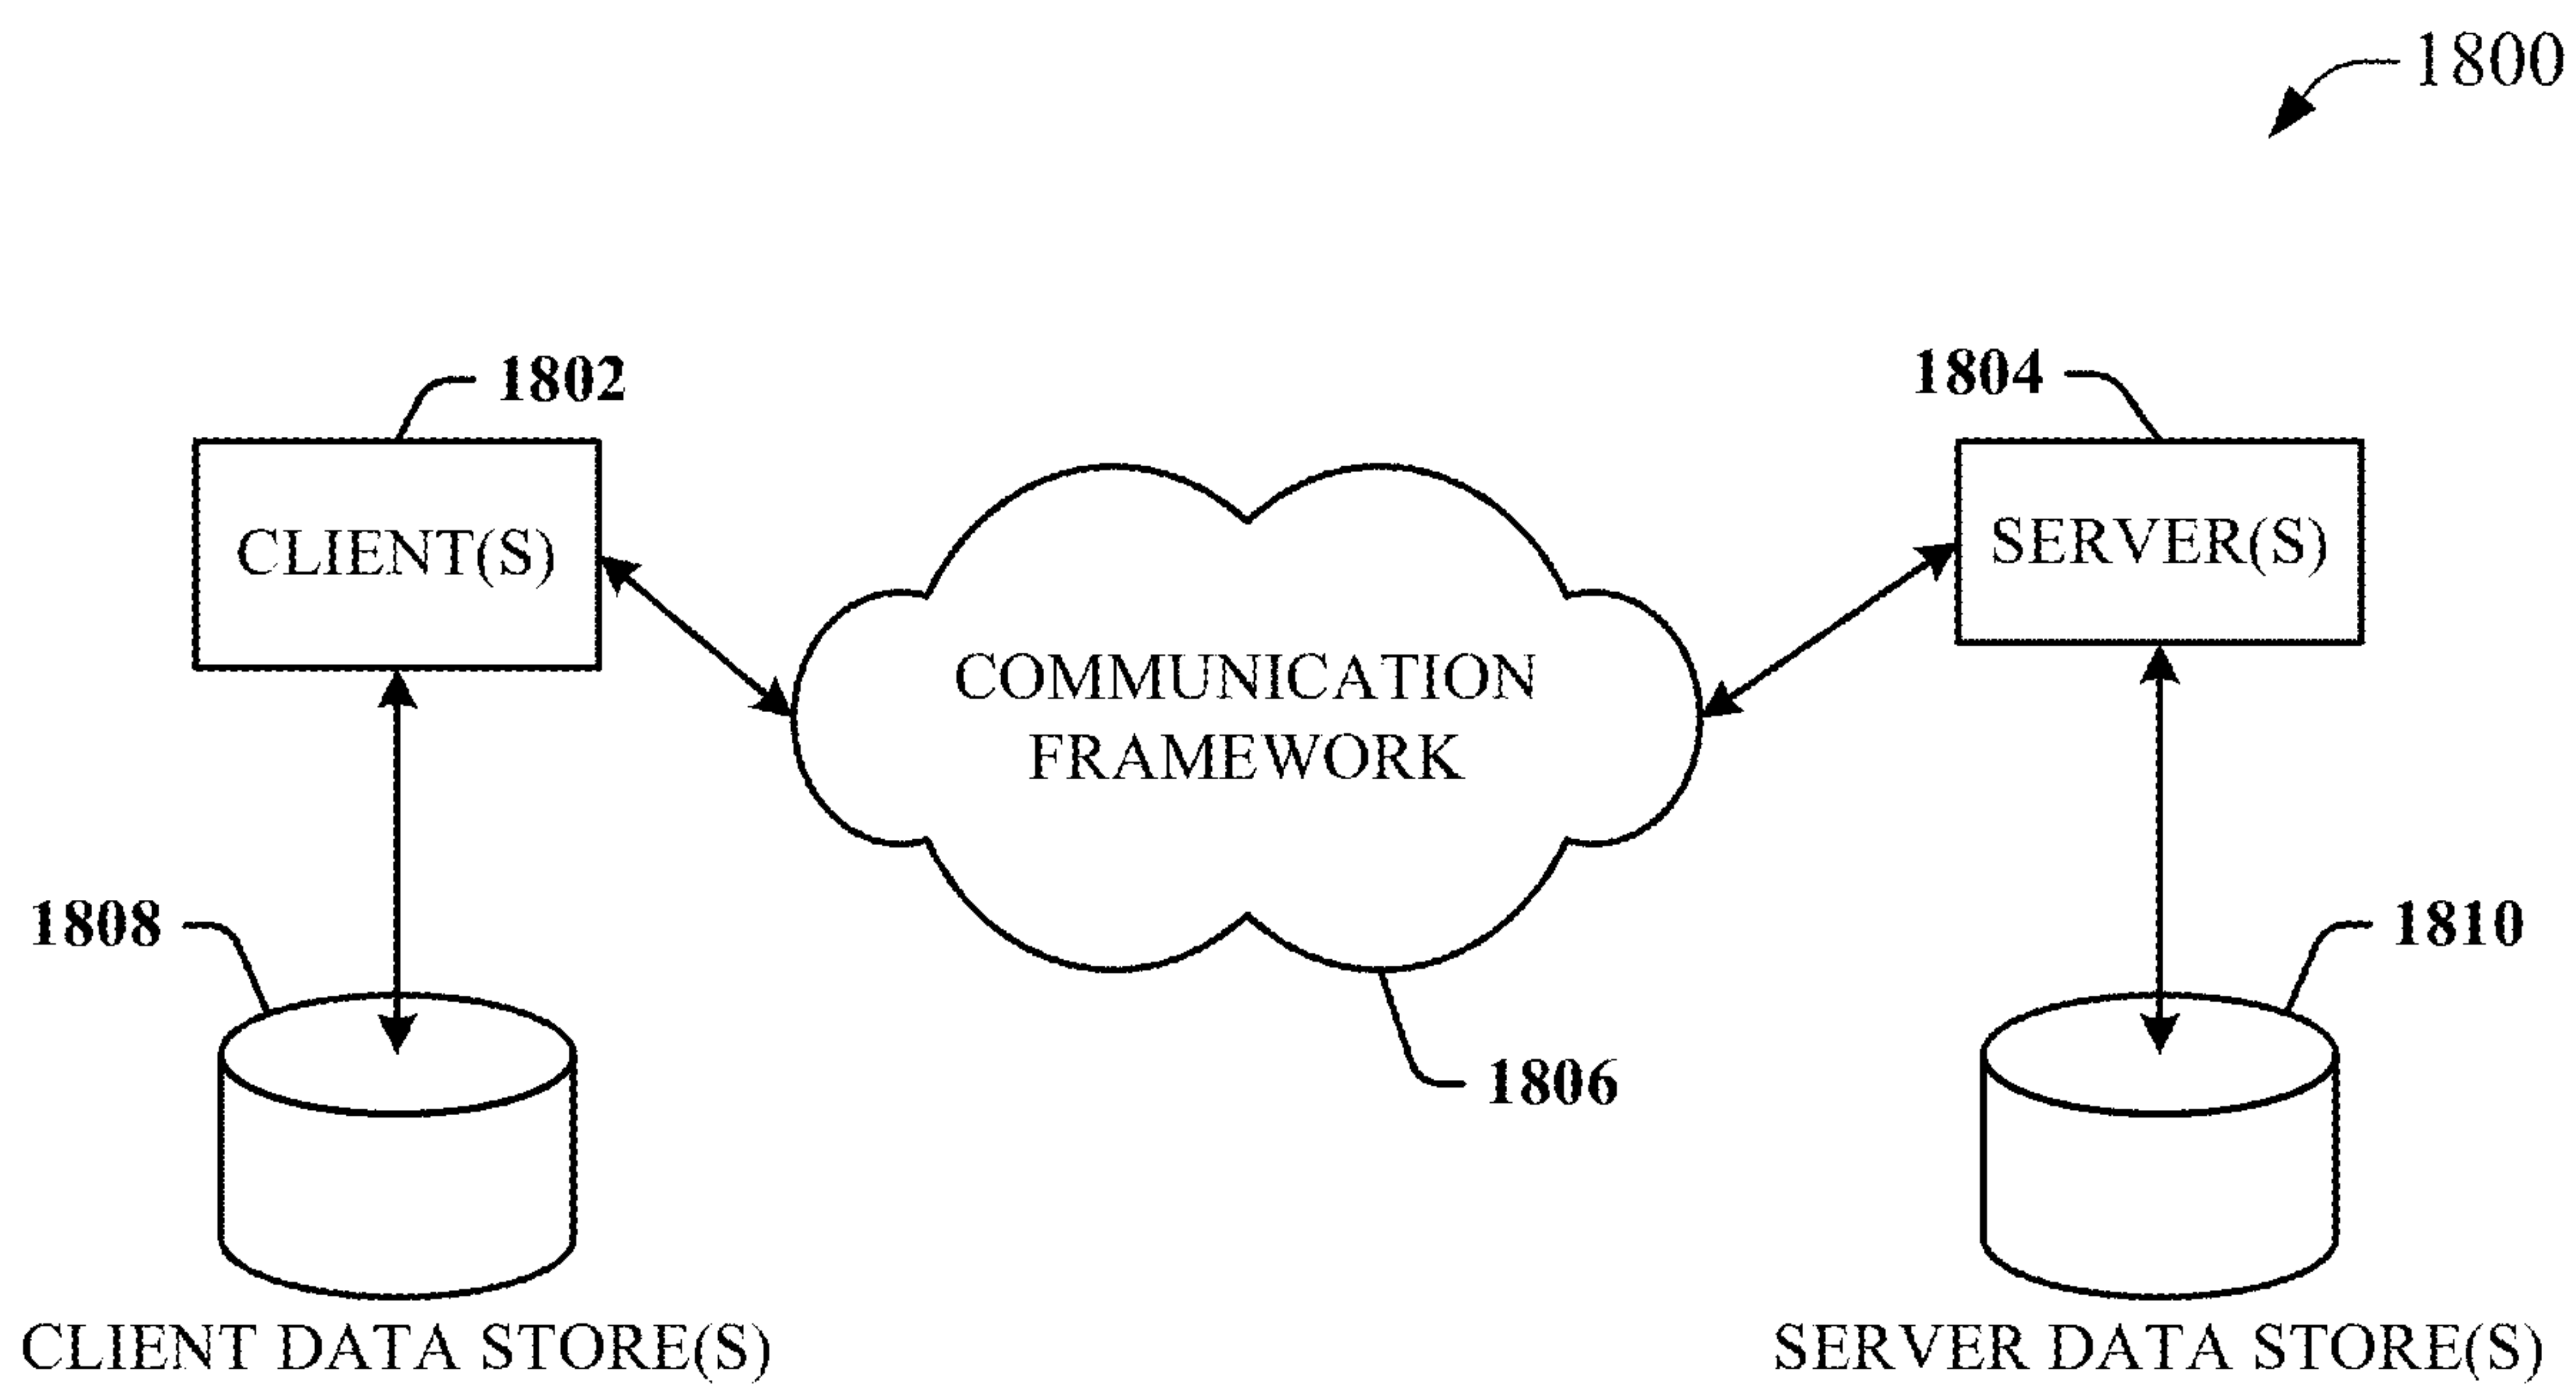 1800
1802
1804
CLIENT(S)
SERVER(S)
COMMUNICATION
FRAMEWORK
1808
1810
1806
CLIENT DATA STORE(S)
SERVER DATA STORE(S)